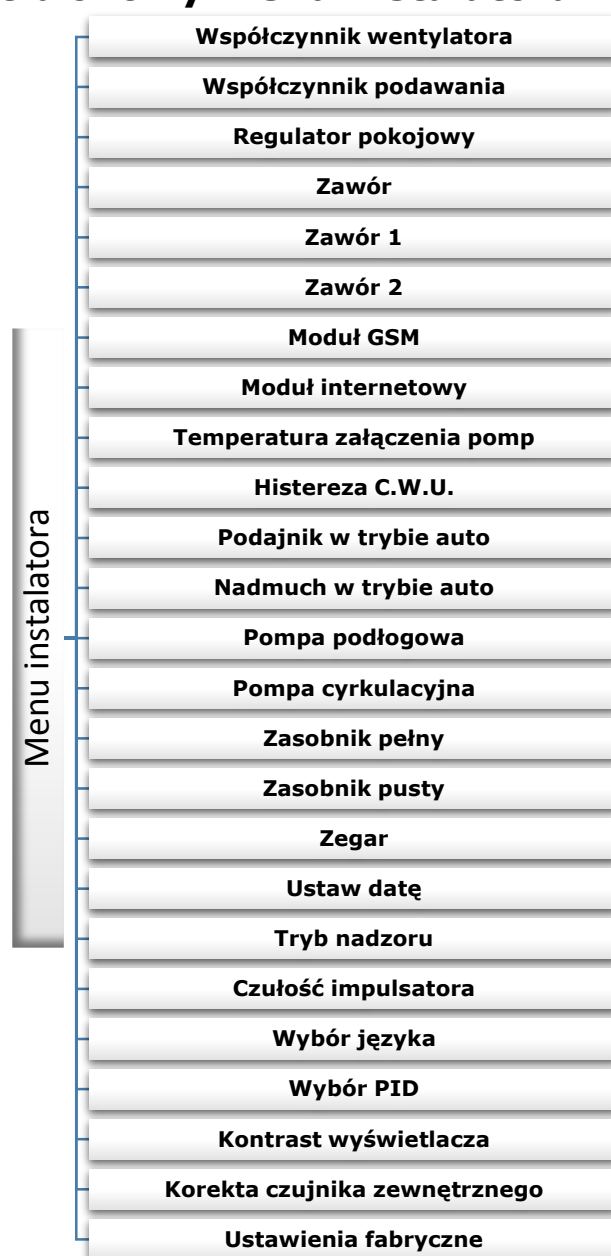 Współczynnik wentylatora
Współczynnik podawania
Regulator pokojowy
Zawór
Zawór 1
Zawór 2
Moduł GSM
Moduł internetowy
Temperatura załączenia pomp
Histereza C.W.U.
Podajnik w trybie auto
Nadmuch w trybie auto
Menu instalatora
Pompa podłogowa
Pompa cyrkulacyjna
Zasobnik pełny
Zasobnik pusty
Zegar
Ustaw datę
Tryb nadzoru
Czułość impulsatora
Wybór języka
Wybór PID
Kontrast wyświetlacza
Korekta czujnika zewnętrznego
Ustawienia fabryczne